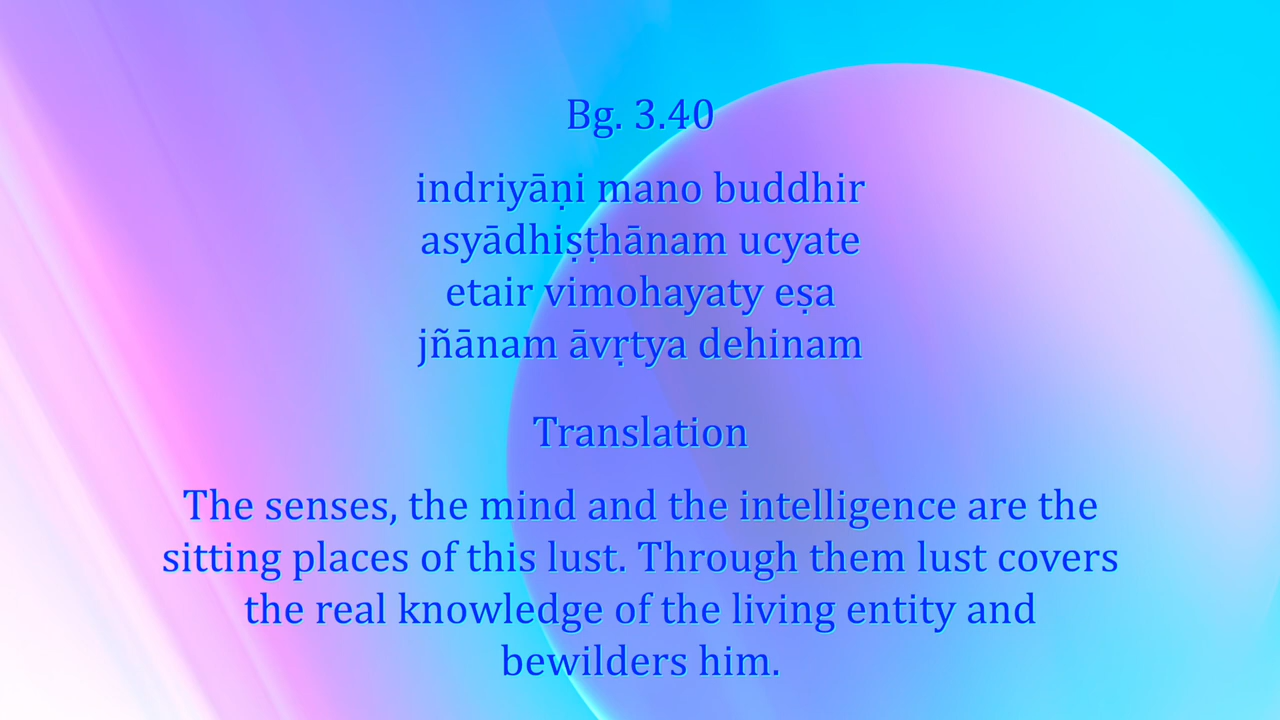 Bg. 3.40
indriyāṇi mano buddhir
asyādhiṣṭhānam ucyate
etair vimohayaty eṣa
jñānam āvṛtya dehinam
Translation
The senses, the mind and the intelligence are the
sitting places of this lust. Through them lust covers
the real knowledge of the living entity and
bewilders him.